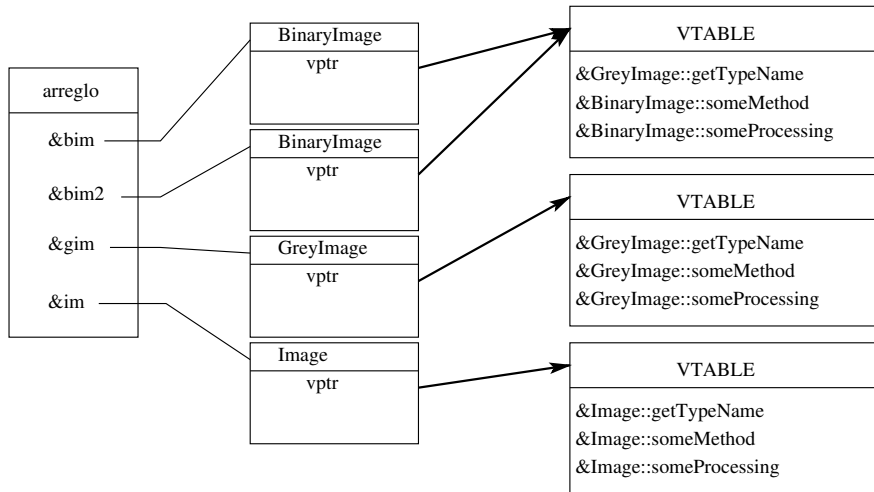 arreglo
&bim
&bim2
&gim
&im
BinaryImage
vptr
BinaryImage
vptr
GreyImage
vptr
Image
vptr
VTABLE
&GreyImage::getTypeName
&BinaryImage::someMethod
&BinaryImage::someProcessing
VTABLE
&GreyImage::getTypeName
&GreyImage::someMethod
&GreyImage::someProcessing
VTABLE
&Image::getTypeName
&Image::someMethod
&Image::someProcessing